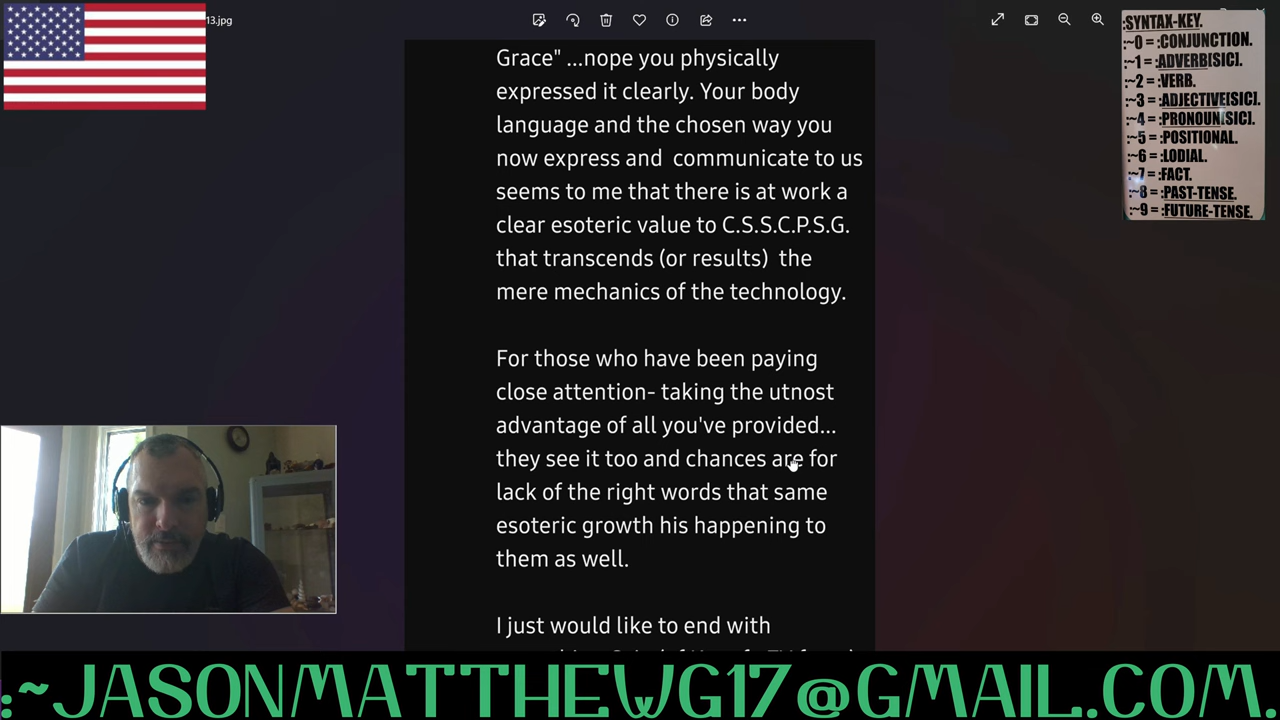 13.jpg
:SYNTAX-KEY.
:~0 = :CONJUNCTION.
:~1 = :ADVERB[SIC].
:~2 = :VERB.
:~3 = :ADJECTIVE[SIC].
:~4 = :PRONOUN[SIC].
:~5 = :POSITIONAL.
:~6 = :LODIAL.
:~7 = :FACT.
:~8 = :PAST-TENSE.
:~9 = :FUTURE-TENSE.
Grace" ...nope you physically
expressed it clearly. Your body
language and the chosen way you
now express and communicate to us
seems to me that there is at work a
clear esoteric value to C.S.S.C.P.S.G.
that transcends (or results) the
mere mechanics of the technology.
For those who have been paying
close attention- taking the utnost
advantage of all you've provided...
they see it too and chances are for
lack of the right words that same
esoteric growth his happening to
them as well.
I just would like to end with
:~JASONMATTHEWG17@GMAIL.COM.